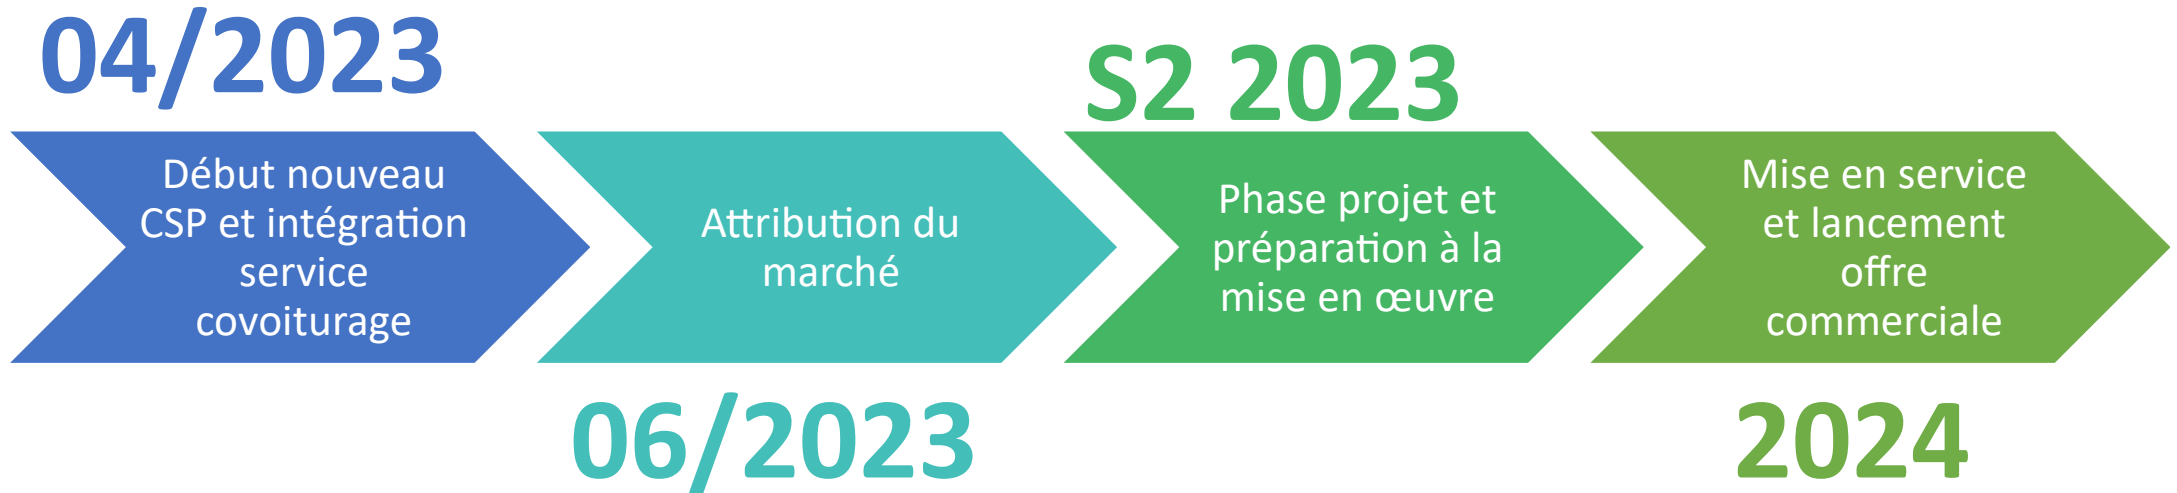 04/2023
Début nouveau
CSP et intégration
service
covoiturage
06/2023
Attribution du
marché
S2 2023
Phase projet et
préparation à la
mise en œuvre
2024
Mise en service
et lancement
offre
commerciale